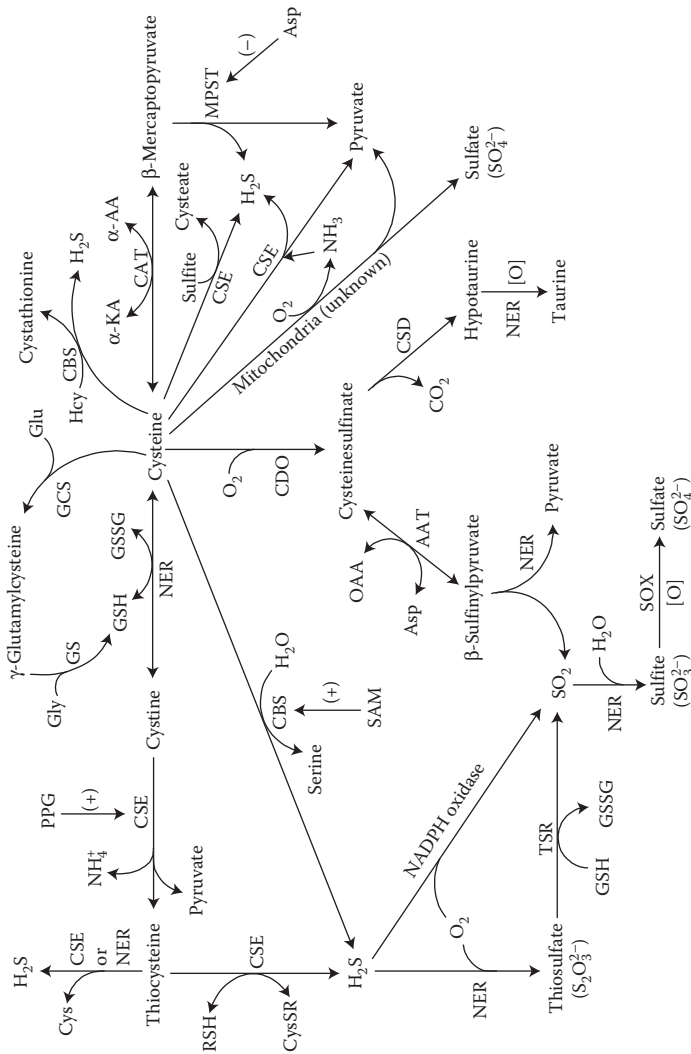 Cystathionine
H₂S
Hcy
CBS
α-KA
CAT
α-AA
β-Mercaptopyruvate
MPST
(−)
Asp
Glu
GCS
γ-Glutamylcysteine
Gly
GS
GSH
GSSG
NER
Cysteine
Cystine
Sulfite
CSE
Cysteate
H₂S
CSE
NH₃
Pyruvate
O₂
Mitochondria (unknown)
Sulfate
(SO₄²⁻)
PPG
(+)
CSE
NH₄⁺
Pyruvate
Thiocysteine
H₂S
Cys
CSE
or
NER
RSH
CSE
CysSR
H₂S
Serine
CBS
H₂O
(+)
SAM
O₂
CDO
Cysteinesulfinate
CSD
CO₂
Hypotaurine
NER
[O]
Taurine
OAA
AAT
Asp
β-Sulfinylpyruvate
NER
Pyruvate
NADPH oxidase
O₂
NER
Thiosulfate
(S₂O₃²⁻)
TSR
GSH
GSSG
SO₂
NER
H₂O
Sulfite
(SO₃²⁻)
SOX
[O]
Sulfate
(SO₄²⁻)